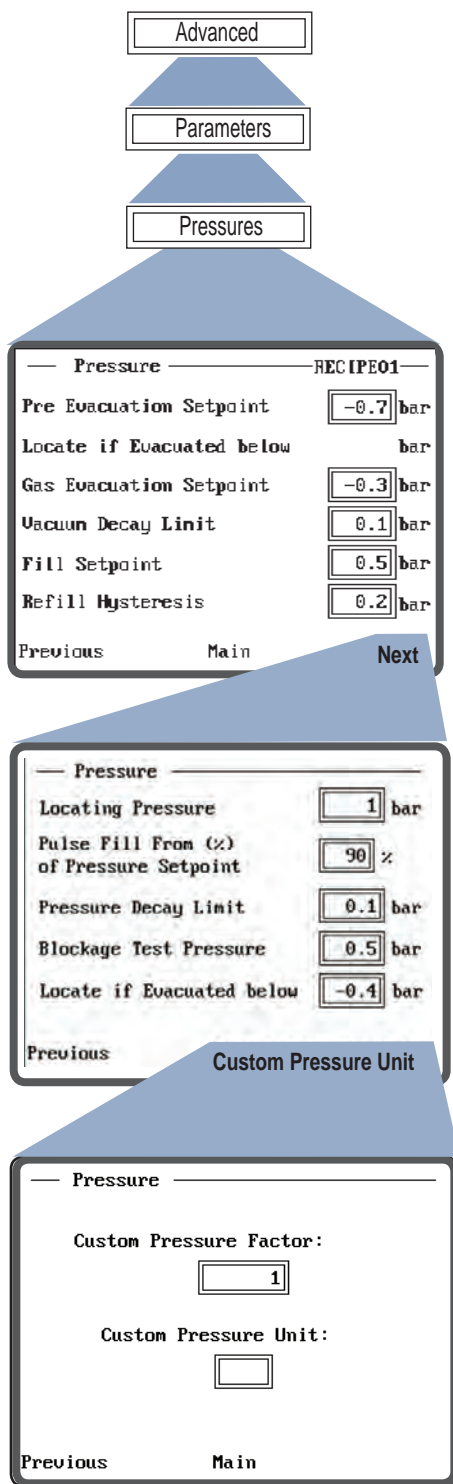 Advanced
Parameters
Pressures
Pressure RECIPE01
Pre Evacuation Setpoint -0.7 bar
Locate if Evacuated below bar
Gas Evacuation Setpoint -0.3 bar
Vacuun Decay Linit 0.1 bar
Fill Setpoint 0.5 bar
Refill Hysteresis 0.2 bar
Previous Main Next
Pressure
Locating Pressure 1 bar
Pulse Fill From (%)
of Pressure Setpoint 90 %
Pressure Decay Limit 0.1 bar
Blockage Test Pressure 0.5 bar
Locate if Evacuated below -0.4 bar
Previous Custom Pressure Unit
Pressure
Custom Pressure Factor:
1
Custom Pressure Unit:
Previous Main